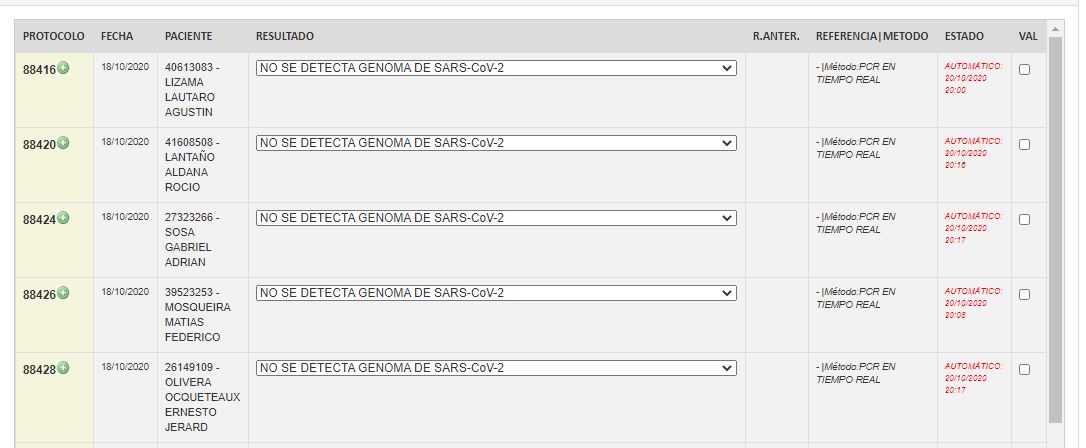 PROTOCOLO FECHA PACIENTE RESULTADO R.ANTER. REFERENCIA|METODO ESTADO VAL
88416 18/10/2020 40613083 - NO SE DETECTA GENOMA DE SARS-CoV-2 - |Método:PCR EN AUTOMÁTICO:
LIZAMA TIEMPO REAL 20/10/2020
LAUTARO 20:00
AGUSTIN
88420 18/10/2020 41608508 - NO SE DETECTA GENOMA DE SARS-CoV-2 - |Método:PCR EN AUTOMÁTICO:
LANTAÑO TIEMPO REAL 20/10/2020
ALDANA 20:16
ROCIO
88424 18/10/2020 27323266 - NO SE DETECTA GENOMA DE SARS-CoV-2 - |Método:PCR EN AUTOMÁTICO:
SOSA TIEMPO REAL 20/10/2020
GABRIEL 20:17
ADRIAN
88426 18/10/2020 39523253 - NO SE DETECTA GENOMA DE SARS-CoV-2 - |Método:PCR EN AUTOMÁTICO:
MOSQUEIRA TIEMPO REAL 20/10/2020
MATIAS 20:08
FEDERICO
88428 18/10/2020 26149109 - NO SE DETECTA GENOMA DE SARS-CoV-2 - |Método:PCR EN AUTOMÁTICO:
OLIVERA TIEMPO REAL 20/10/2020
OCQUETEAUX 20:17
ERNESTO
JERARD